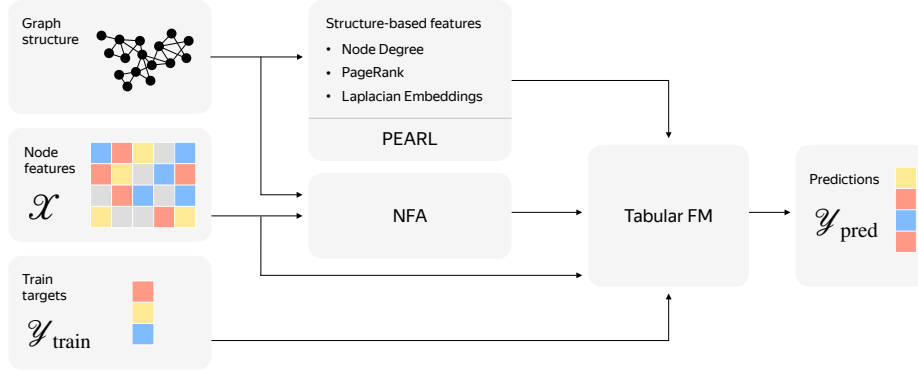 Graph
structure
Structure-based features
• Node Degree
• PageRank
• Laplacian Embeddings
PEARL
Node
features
𝒳
NFA
Tabular FM
Predictions
𝒴pred
Train
targets
𝒴train